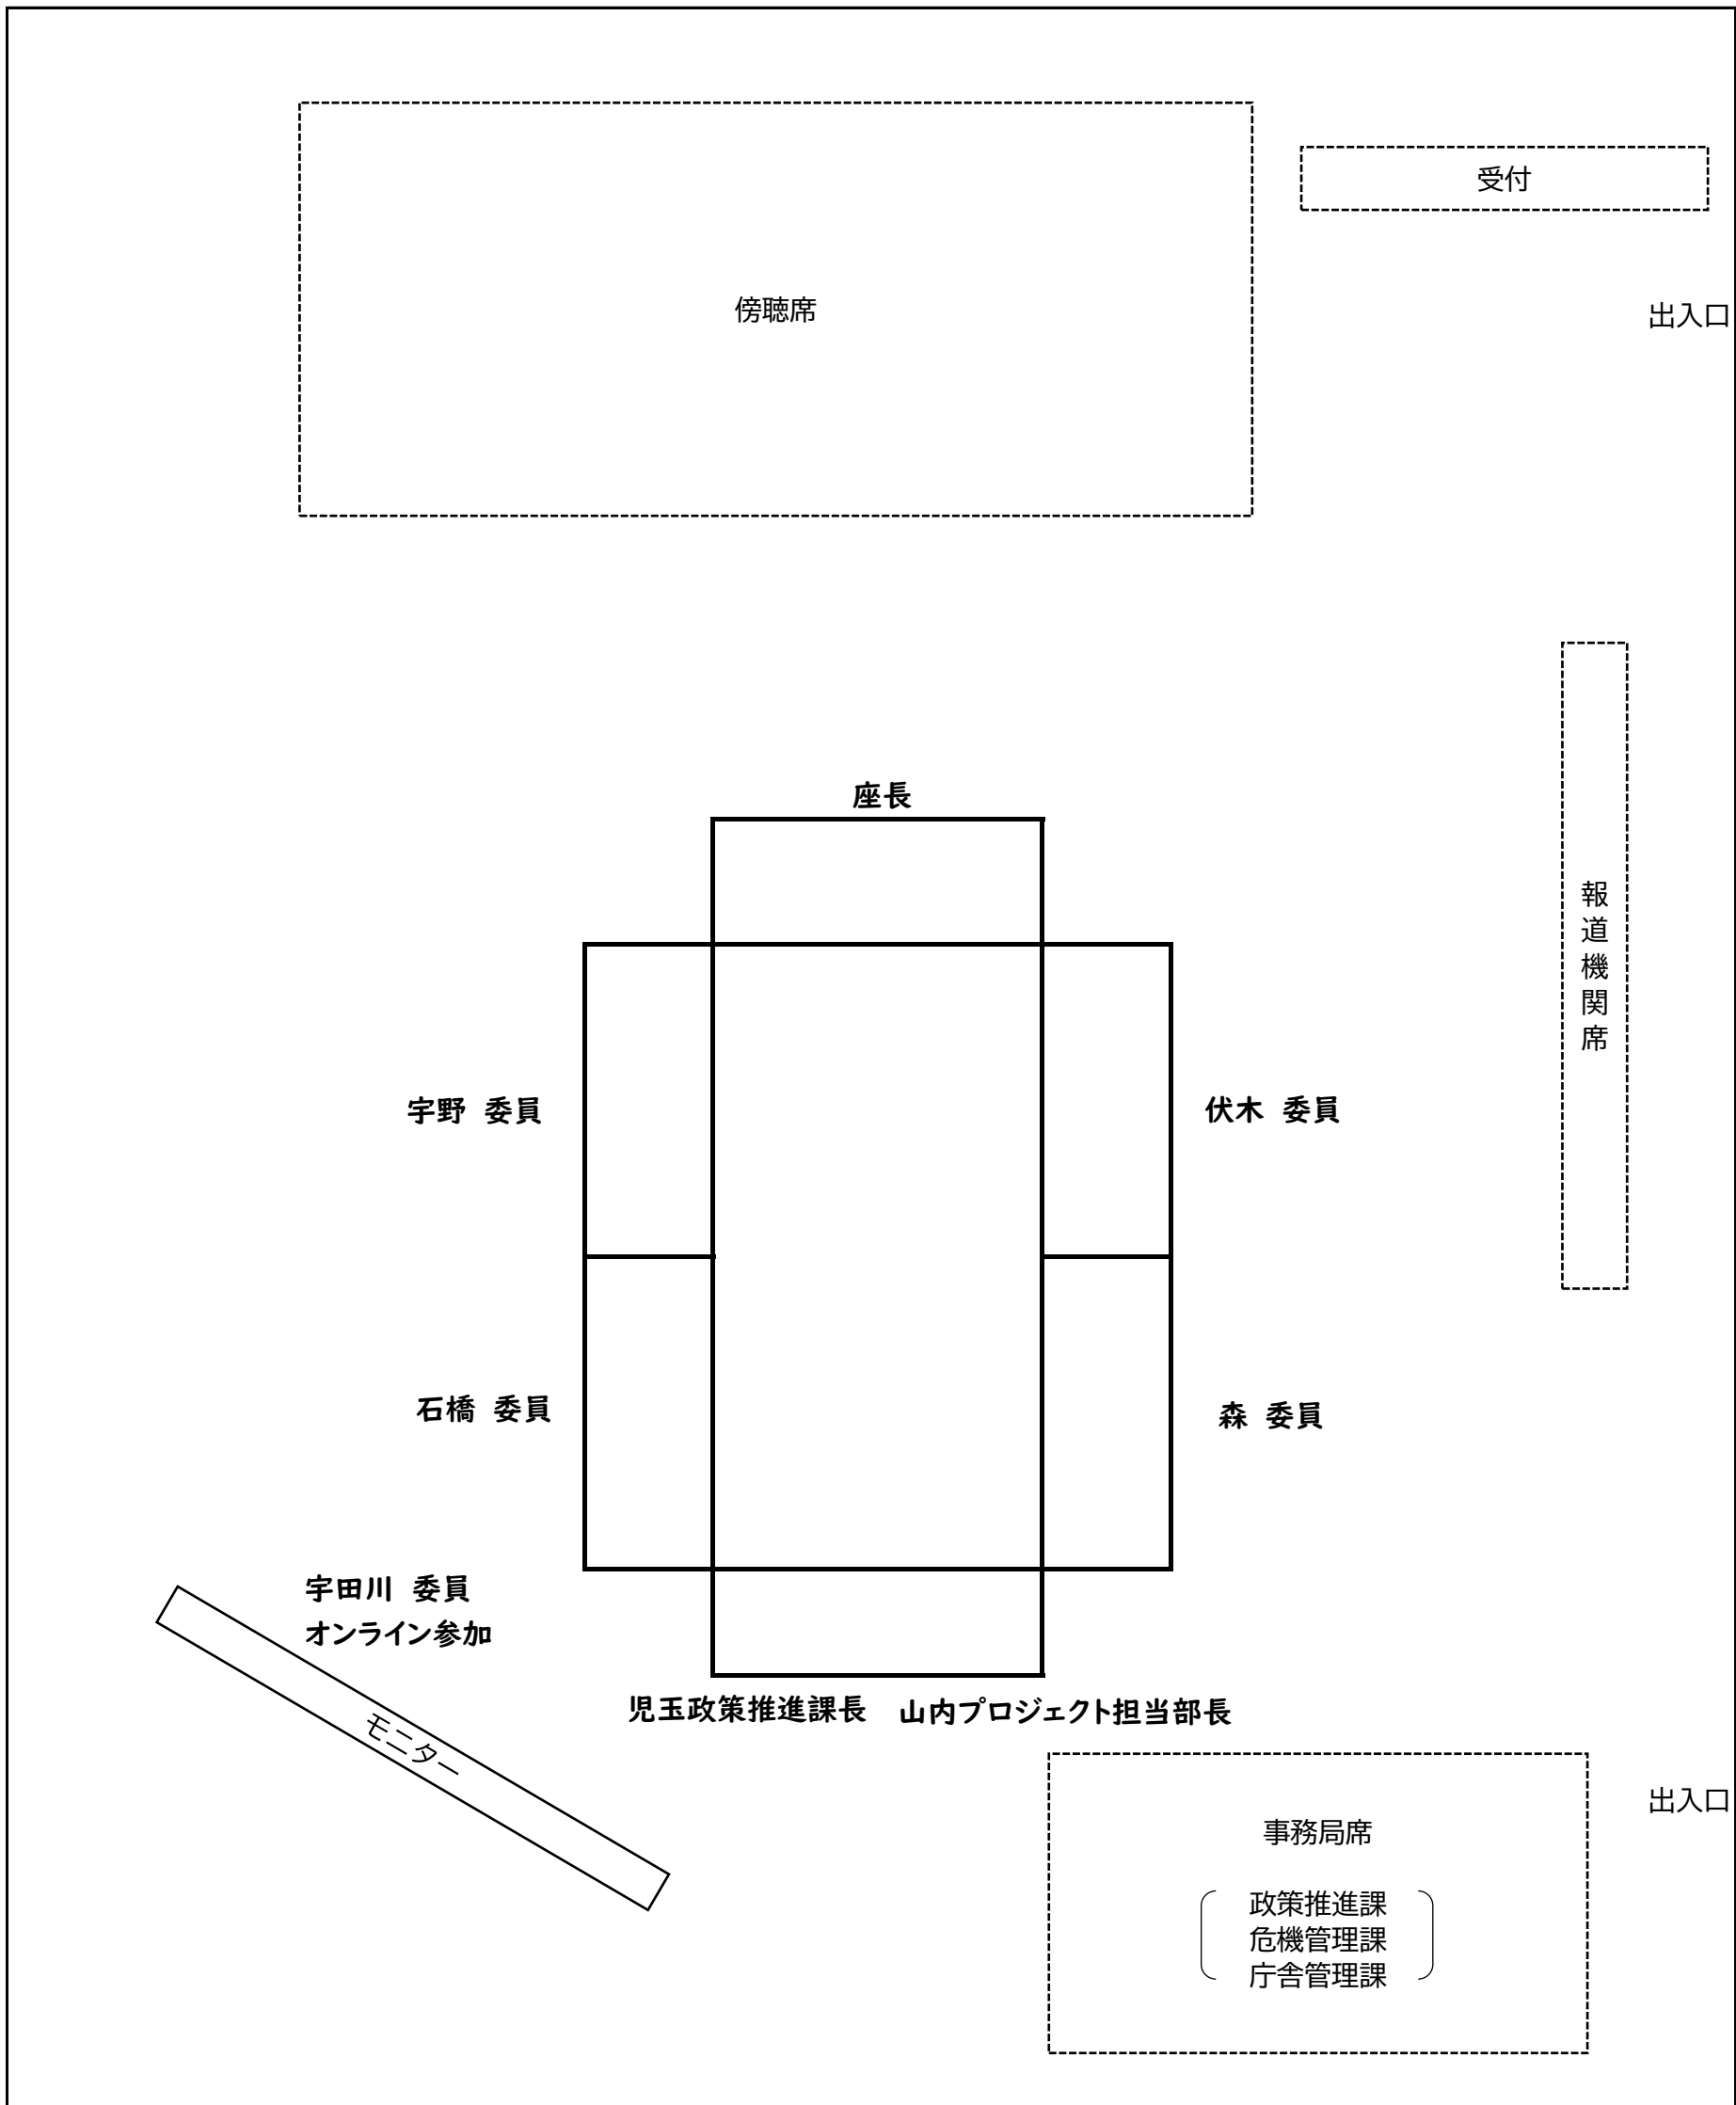 受付
傍聴席
出入口
座長
報道機関席
宇野 委員
伏木 委員
石橋 委員
森 委員
宇田川 委員
オンライン参加
モニター
児玉政策推進課長 山内プロジェクト担当部長
出入口
事務局席
政策推進課
危機管理課
庁舎管理課